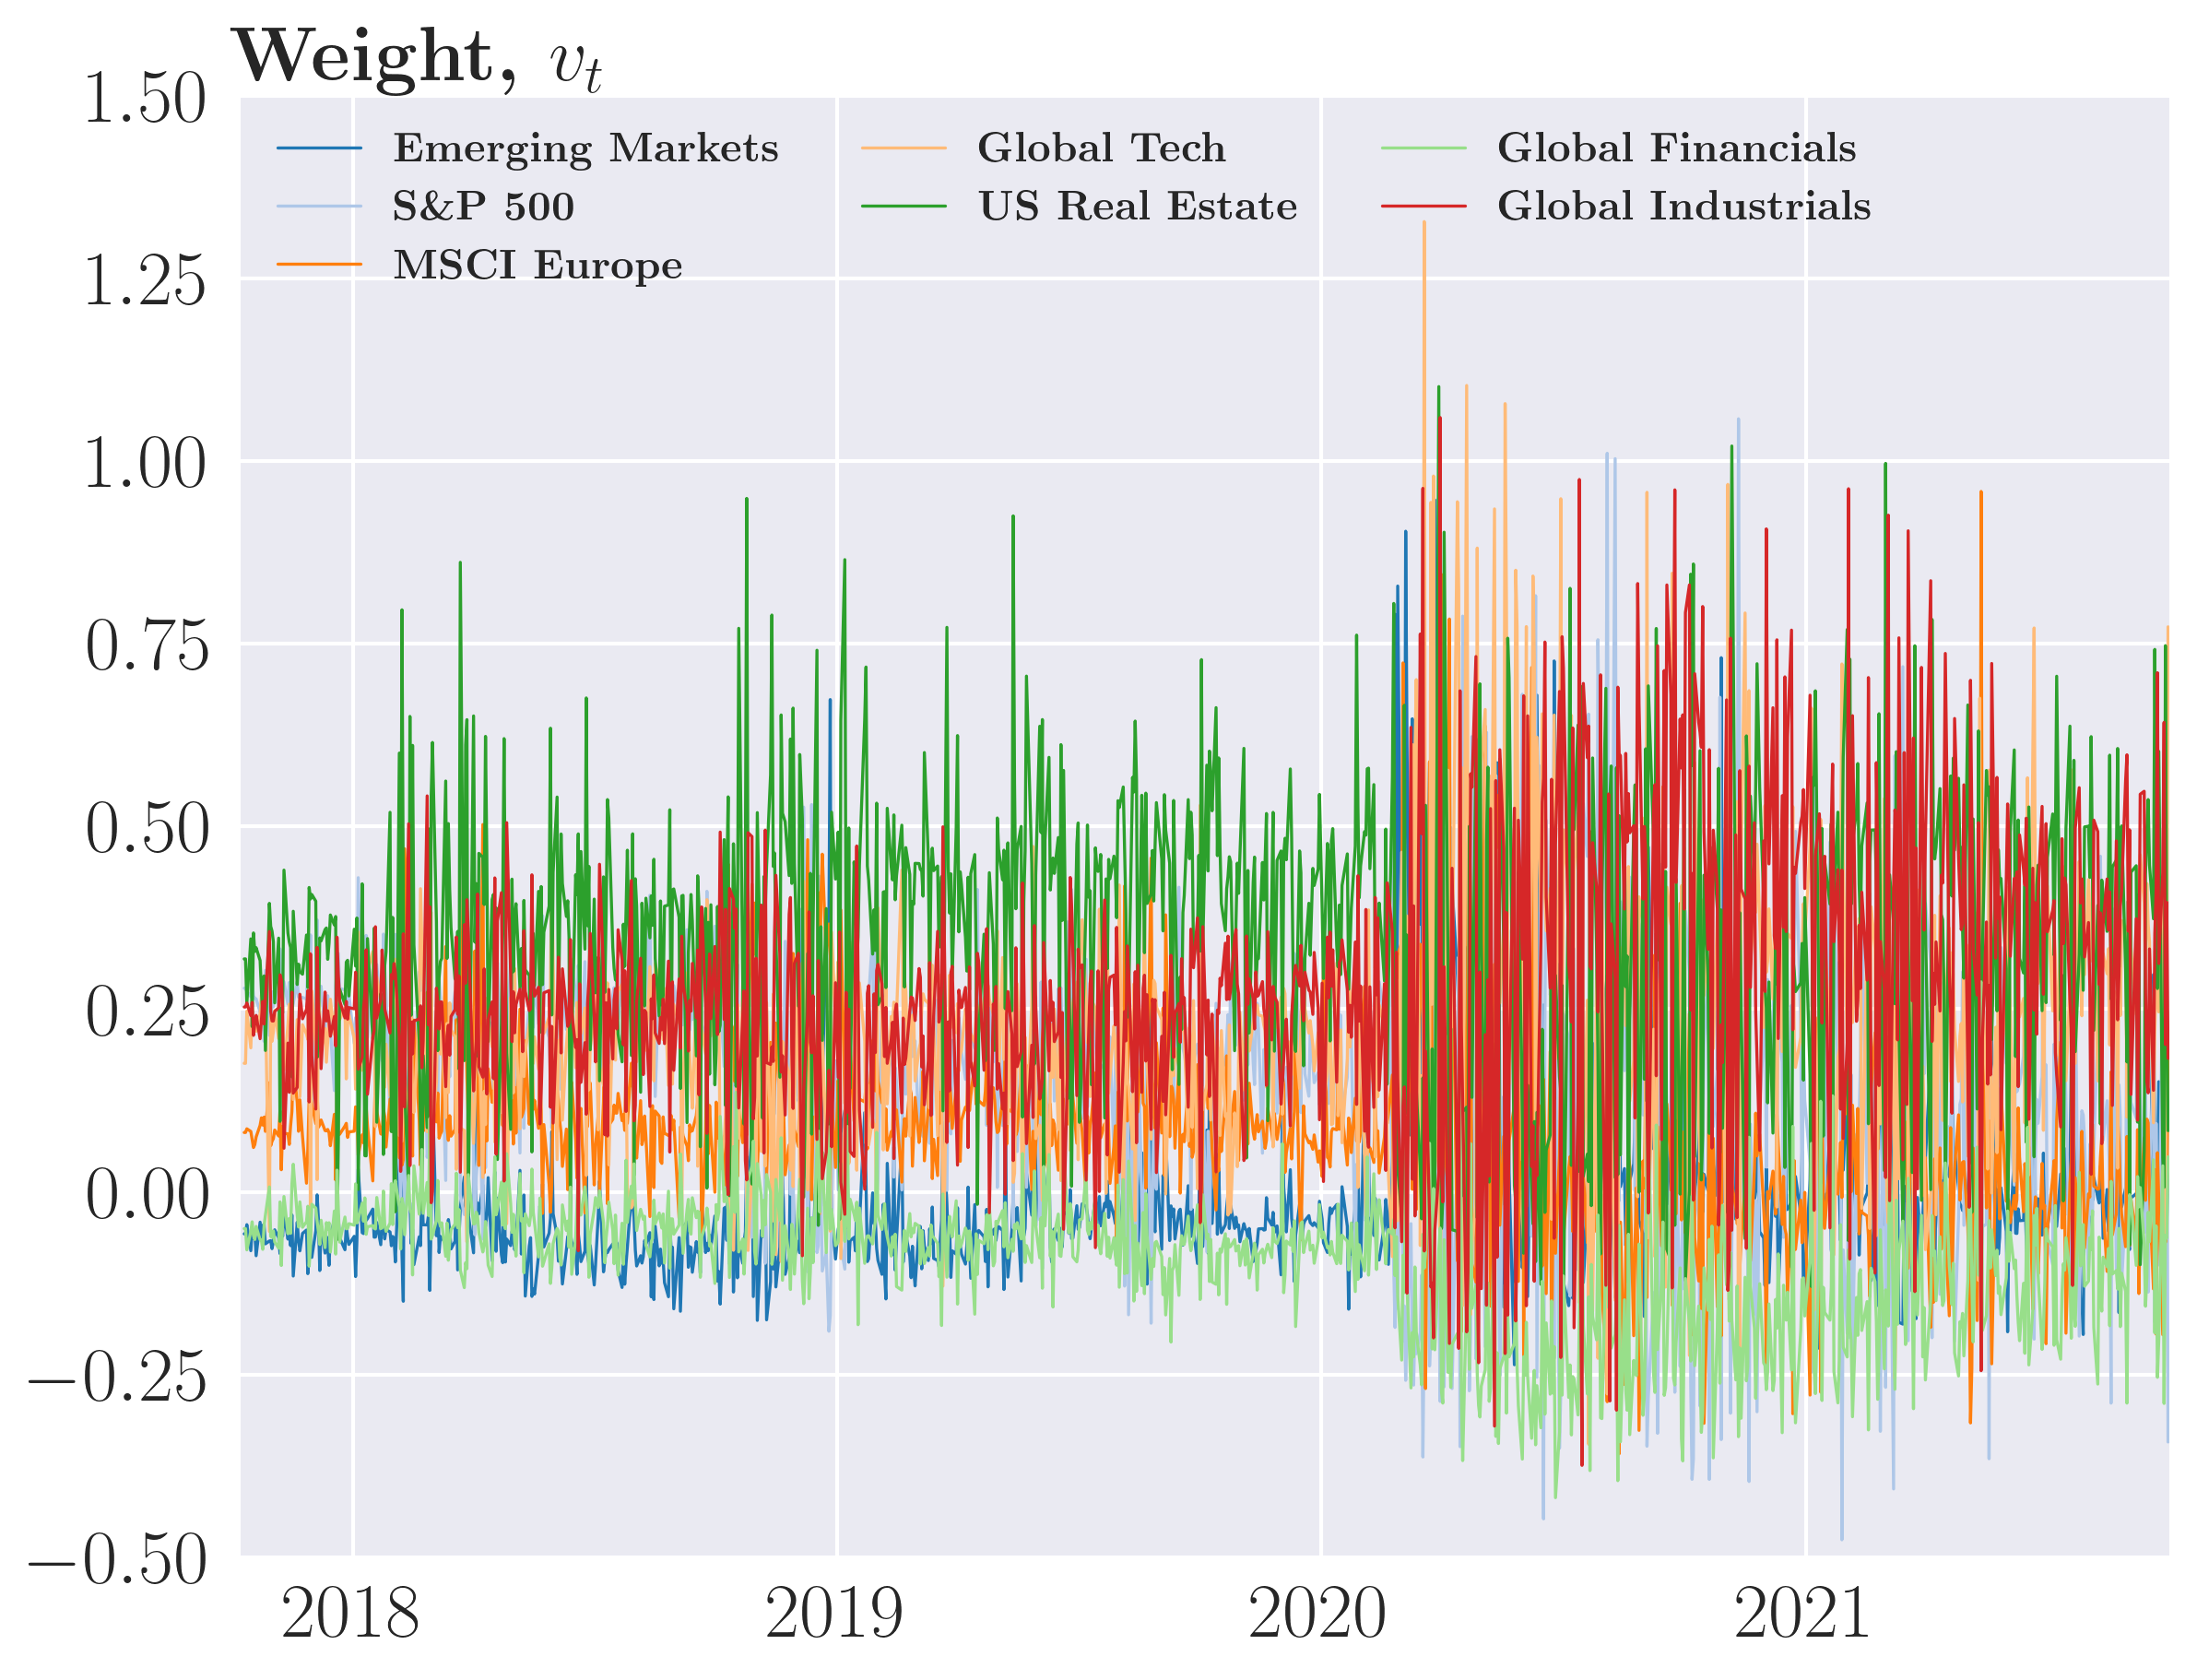 Weight, vt
1.50
1.25
1.00
0.75
0.50
0.25
0.00
−0.25
−0.50
Emerging Markets
S&P 500
MSCI Europe
Global Tech
US Real Estate
Global Financials
Global Industrials
2018 2019 2020 2021